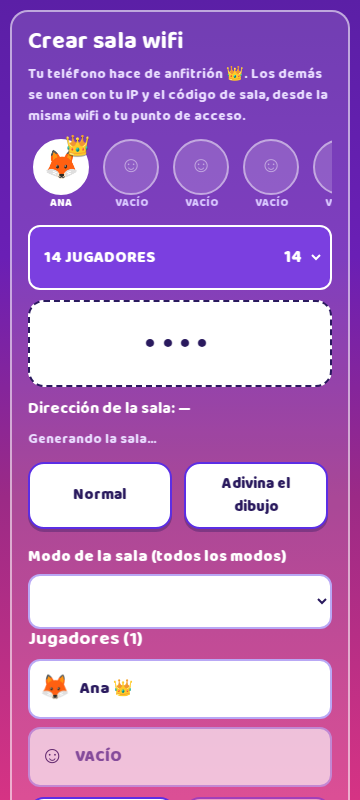 Crear sala wifi
Tu teléfono hace de anfitrión 👑. Los demás
se unen con tu IP y el código de sala, desde la
misma wifi o tu punto de acceso.
ANA
VACÍO
VACÍO
VACÍO
14 JUGADORES
14
••••
Dirección de la sala: —
Generando la sala...
Normal
Adivina el
dibujo
Modo de la sala (todos los modos)
Jugadores (1)
Ana 👑
VACÍO